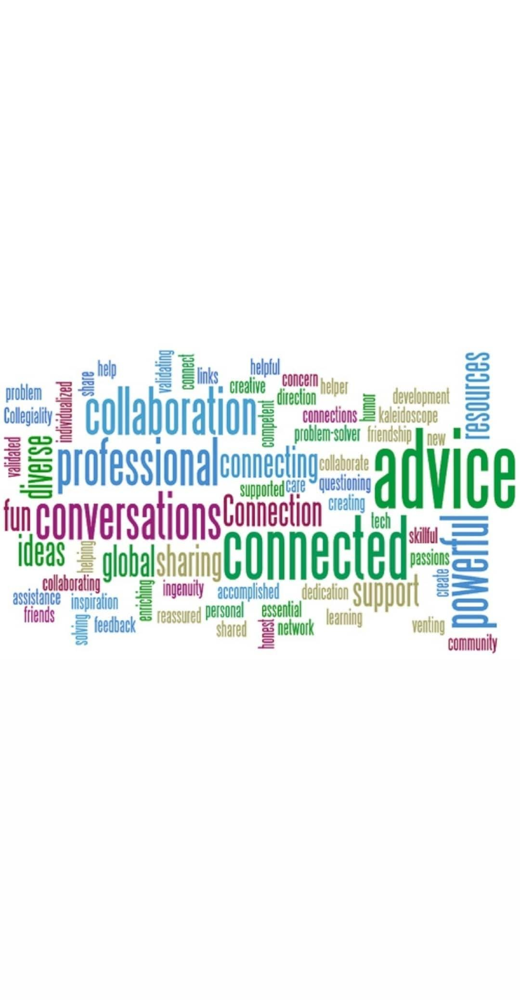 resources
validating
connect
help
helpful
links
share
concern
helper
creative
problem
individualized
collaboration
direction
development
humor
competent
connections
kaleidoscope
Collegiality
problem-solver
friendship
new
advice
validated
diverse
professional
connecting
collaborate
questioning
supported
care
creating
fun
conversations
Connection
tech
connected
powerful
skillful
ideas
helping
global
sharing
passions
create
collaborating
enriching
ingenuity
accomplished
dedication
support
assistance
inspiration
friends
reassured
personal
essential
learning
solving
feedback
shared
honest
network
venting
community